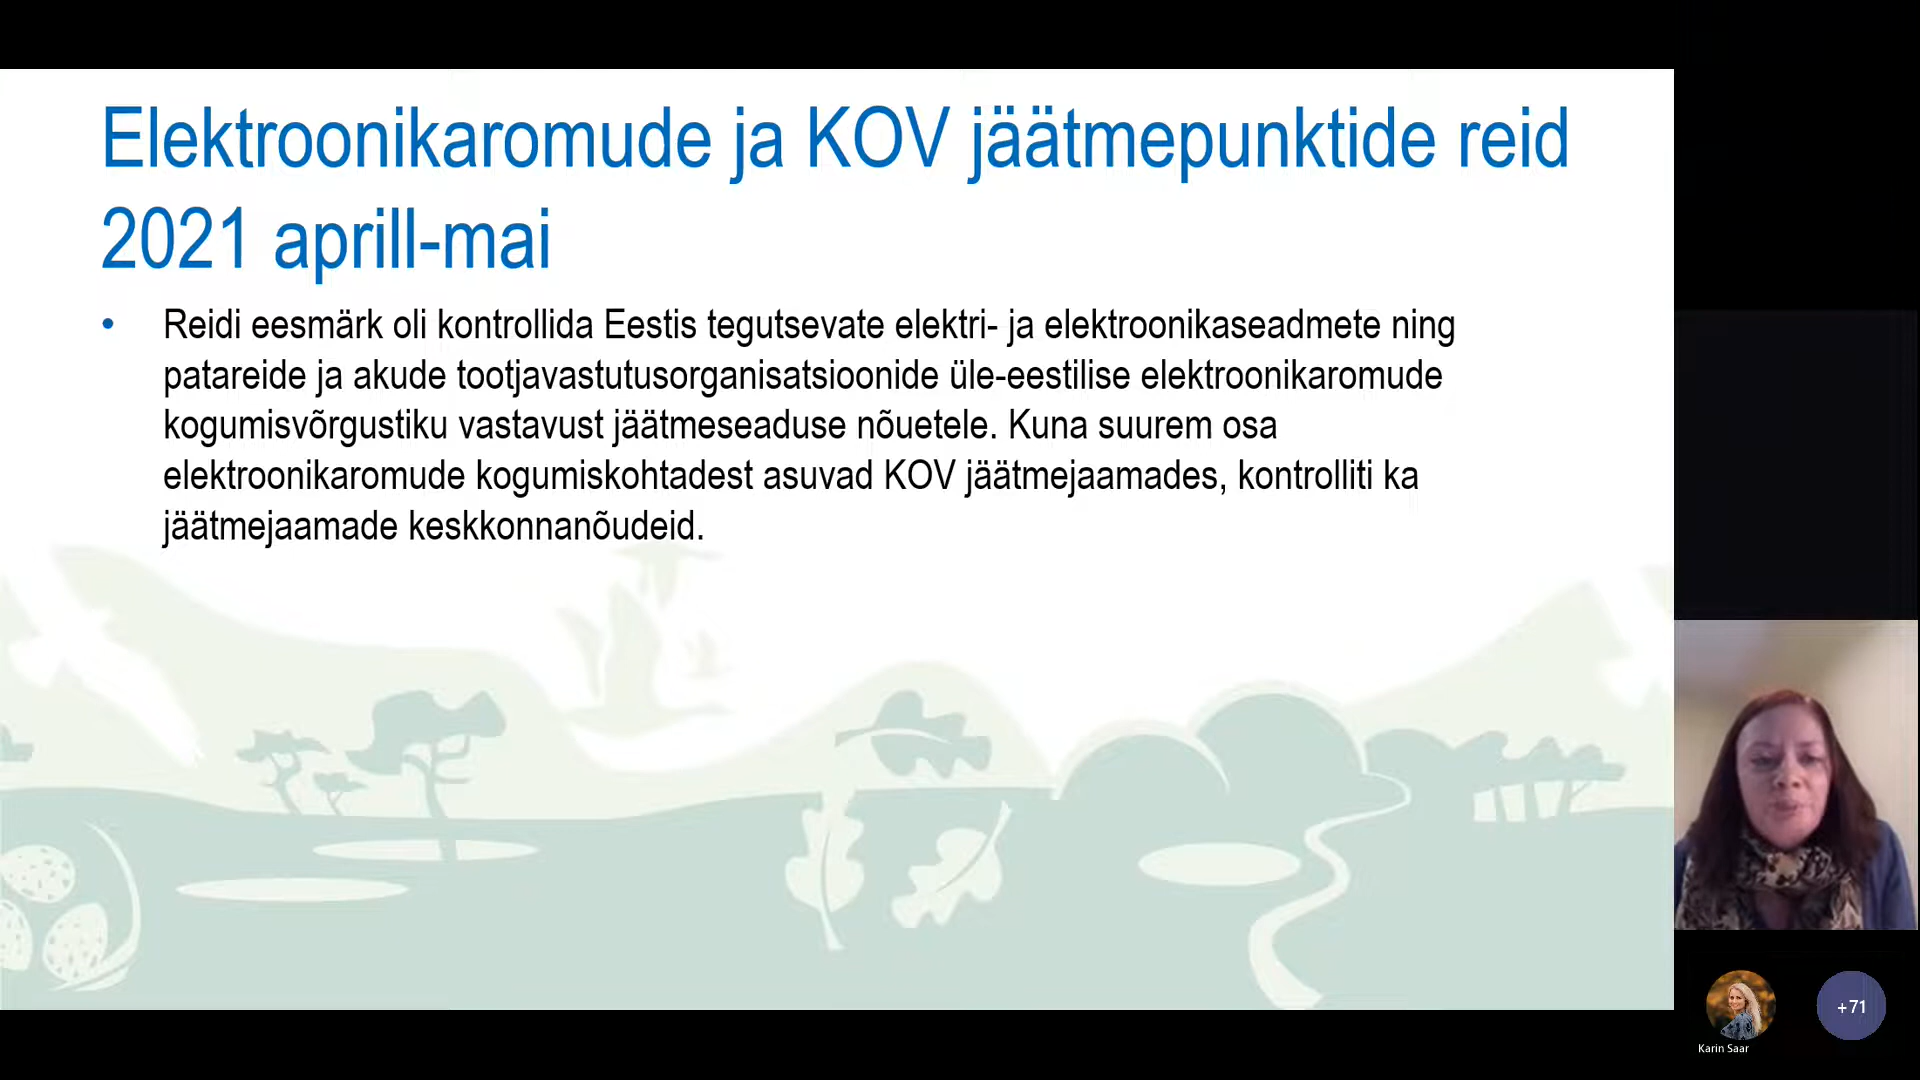 Elektroonikaromude ja KOV jäätmepunktide reid
2021 aprill-mai
• Reidi eesmärk oli kontrollida Eestis tegutsevate elektri- ja elektroonikaseadmete ning
patareide ja akude tootjavastutusorganisatsioonide üle-eestilise elektroonikaromude
kogumisvõrgustiku vastavust jäätmeseaduse nõuetele. Kuna suurem osa
elektroonikaromude kogumiskohtadest asuvad KOV jäätmejaamades, kontrolliti ka
jäätmejaamade keskkonnanõudeid.
+71
Karin Saar